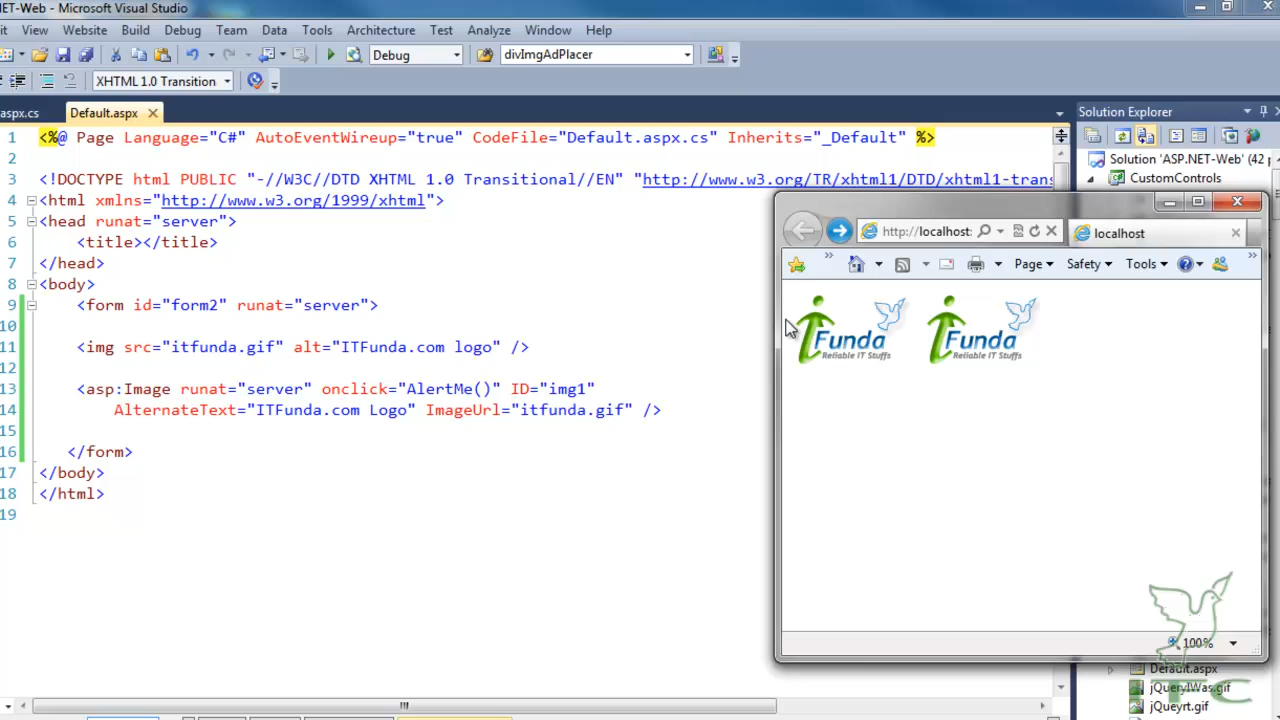 NET-Web - Microsoft Visual Studio
it View Website Build Debug Team Data Tools Architecture Test Analyze Window Help
Debug divImgAdPlacer
XHTML 1.0 Transition
aspx.cs Default.aspx
Solution Explorer
1 <%@ Page Language="C#" AutoEventWireup="true" CodeFile="Default.aspx.cs" Inherits="_Default" %>
2
3 <!DOCTYPE html PUBLIC "-//W3C//DTD XHTML 1.0 Transitional//EN" "http://www.w3.org/TR/xhtml1/DTD/xhtml1-trans
4 <html xmlns="http://www.w3.org/1999/xhtml">
5 <head runat="server">
6 <title></title>
7 </head>
8 <body>
9 <form id="form2" runat="server">
10
11 <img src="itfunda.gif" alt="ITFunda.com logo" />
12
13 <asp:Image runat="server" onclick="AlertMe()" ID="img1"
14 AlternateText="ITFunda.com Logo" ImageUrl="itfunda.gif" />
15
16 </form>
17 </body>
18 </html>
19
Solution 'ASP.NET-Web' (42 p
CustomControls
http://localhost: localhost
Page Safety Tools
iTFunda iTFunda
Reliable IT Stuffs Reliable IT Stuffs
100%
Default.aspx
jQueryIWas.gif
jQueyrt.gif
ITC